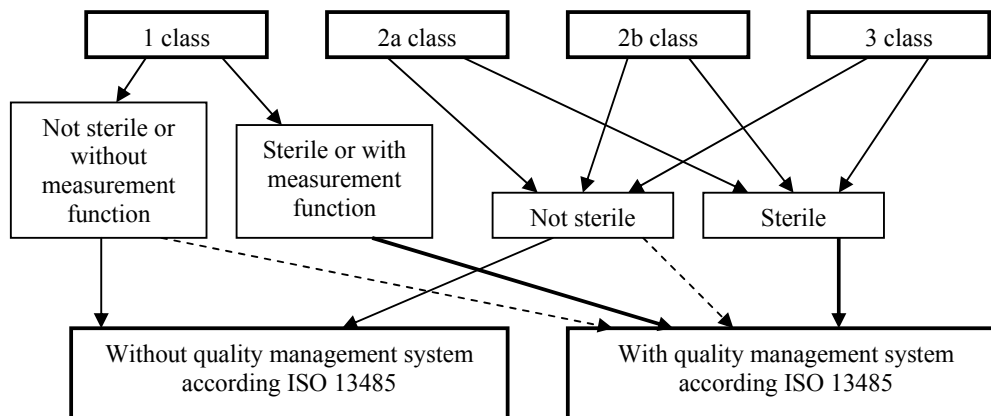 1 class
2a class
2b class
3 class
Not sterile or
without
measurement
function
Sterile or with
measurement
function
Not sterile
Sterile
Without quality management system
according ISO 13485
With quality management system
according ISO 13485